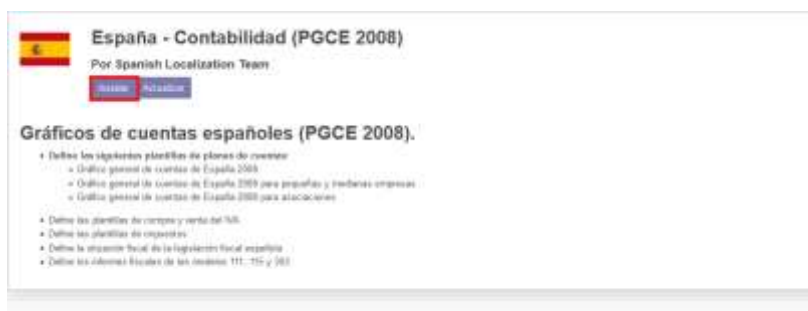 España - Contabilidad (PGCE 2008)
Por Spanish Localization Team
Instalar Actualizar
Gráficos de cuentas españoles (PGCE 2008).
Define las siguientes plantillas de planes de cuentas:
Gráfico general de cuentas de España 2008
Gráfico general de cuentas de España 2008 para pequeñas y medianas empresas
Gráfico general de cuentas de España 2008 para asociaciones
Define las plantillas de compra y venta del IVA
Define las plantillas de impuestos
Define la situación fiscal de la legislación fiscal española
Define los informes fiscales de los modelos 111, 115 y 303